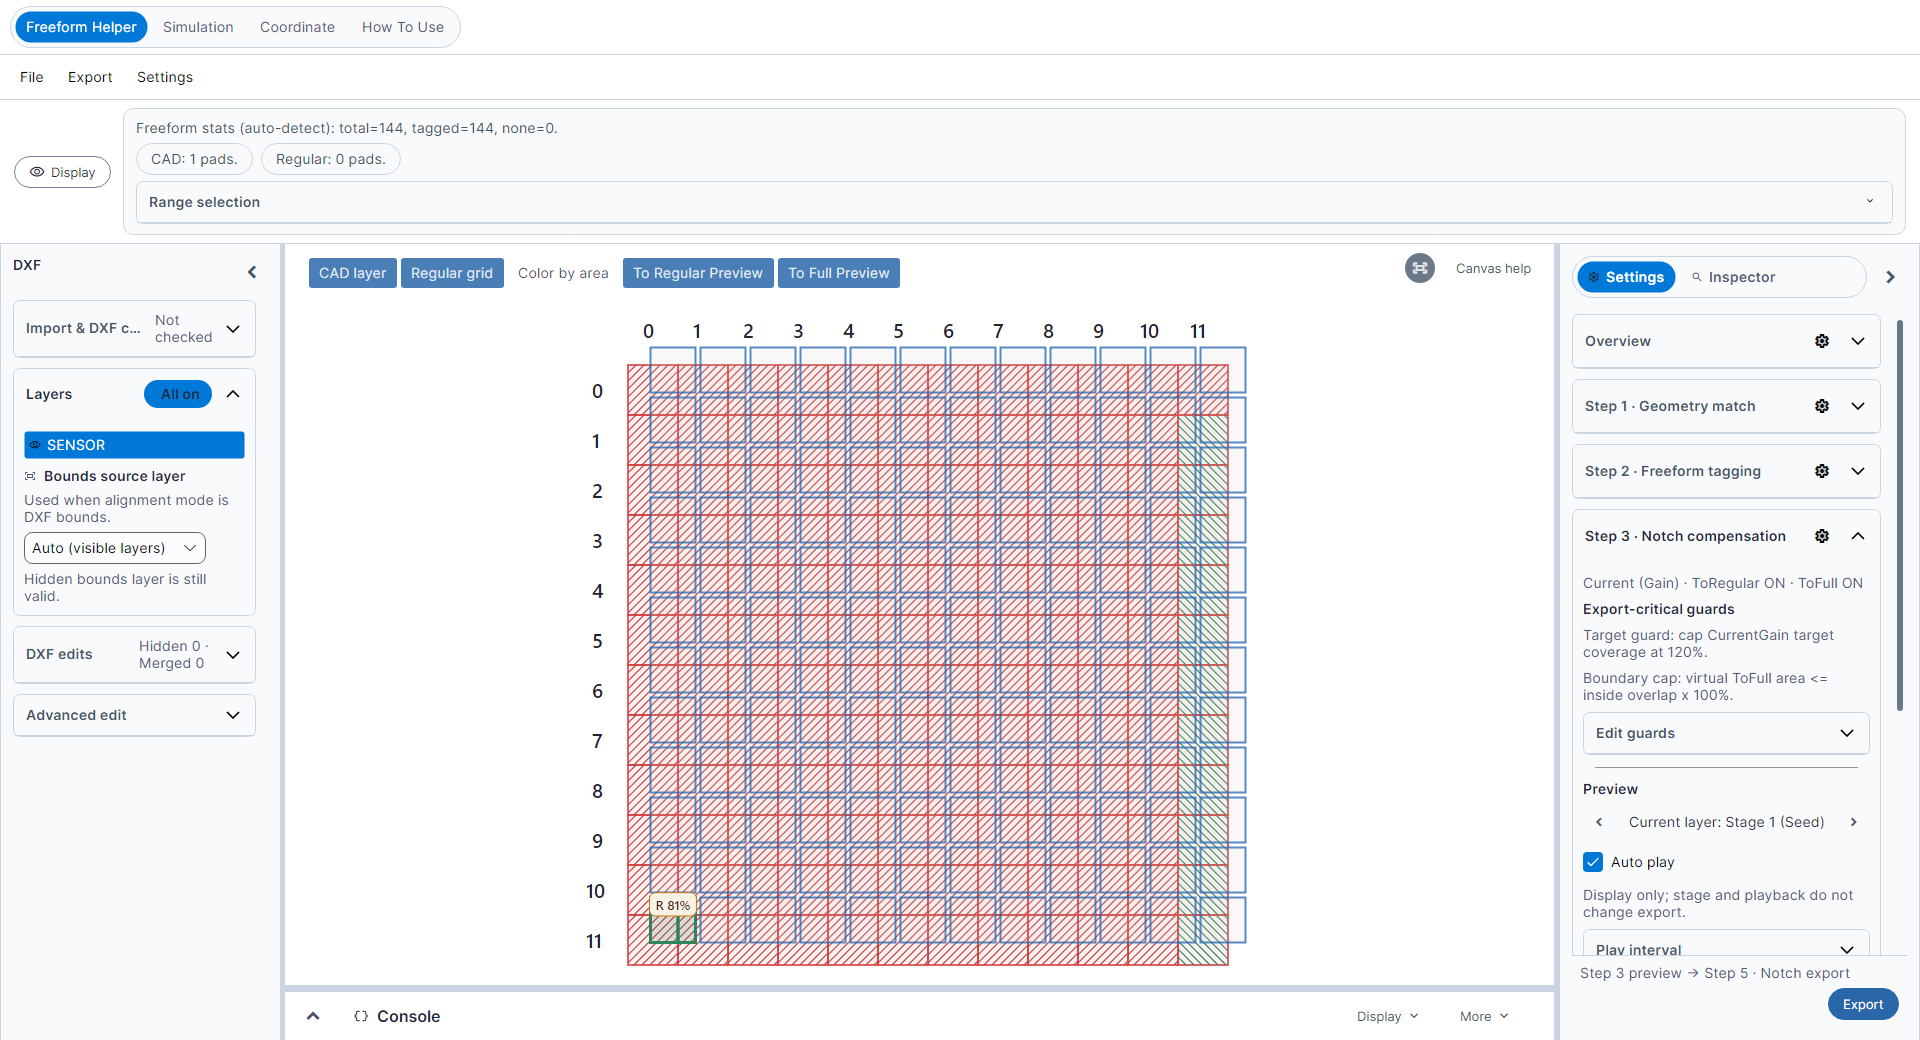 Freeform Helper
Simulation
Coordinate
How To Use
File
Export
Settings
Display
Freeform stats (auto-detect): total=144, tagged=144, none=0.
CAD: 1 pads.
Regular: 0 pads.
Range selection
DXF
Import & DXF c...
Not
checked
Layers
All on
SENSOR
Bounds source layer
Used when alignment mode is
DXF bounds.
Auto (visible layers)
Hidden bounds layer is still
valid.
DXF edits
Hidden 0 ·
Merged 0
Advanced edit
CAD layer
Regular grid
Color by area
To Regular Preview
To Full Preview
Canvas help
0 1 2 3 4 5 6 7 8 9 10 11
0
1
2
3
4
5
6
7
8
9
10
R 81%
11
Console
Display
More
Settings
Inspector
Overview
Step 1 · Geometry match
Step 2 · Freeform tagging
Step 3 · Notch compensation
Current (Gain) · ToRegular ON · ToFull ON
Export-critical guards
Target guard: cap CurrentGain target
coverage at 120%.
Boundary cap: virtual ToFull area <=
inside overlap x 100%.
Edit guards
Preview
Current layer: Stage 1 (Seed)
Auto play
Display only; stage and playback do not
change export.
Play interval
Step 3 preview → Step 5 · Notch export
Export